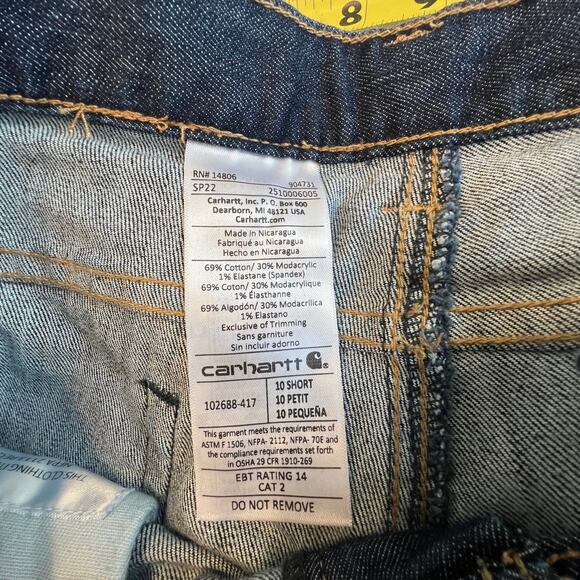 8
RN# 14806 904731
SP22 2510006005
Carhartt, Inc. P. O. Box 600
Dearborn, MI 48121 USA
Carhartt.com
Made in Nicaragua
Fabriqué au Nicaragua
Hecho en Nicaragua
69% Cotton/ 30% Modacrylic
1% Elastane (Spandex)
69% Coton/ 30% Modacrylique
1% Élasthanne
69% Algodón/ 30% Modacrílica
1% Elastano
Exclusive of Trimming
Sans garniture
Sin incluir adorno
carhartt
102688-417
10 SHORT
10 PETIT
10 PEQUEÑA
This garment meets the requirements of
ASTM F 1506, NFPA- 2112, NFPA- 70E and
the compliance requirements set forth
in OSHA 29 CFR 1910-269
EBT RATING 14
CAT 2
DO NOT REMOVE
THIS CLOTHING